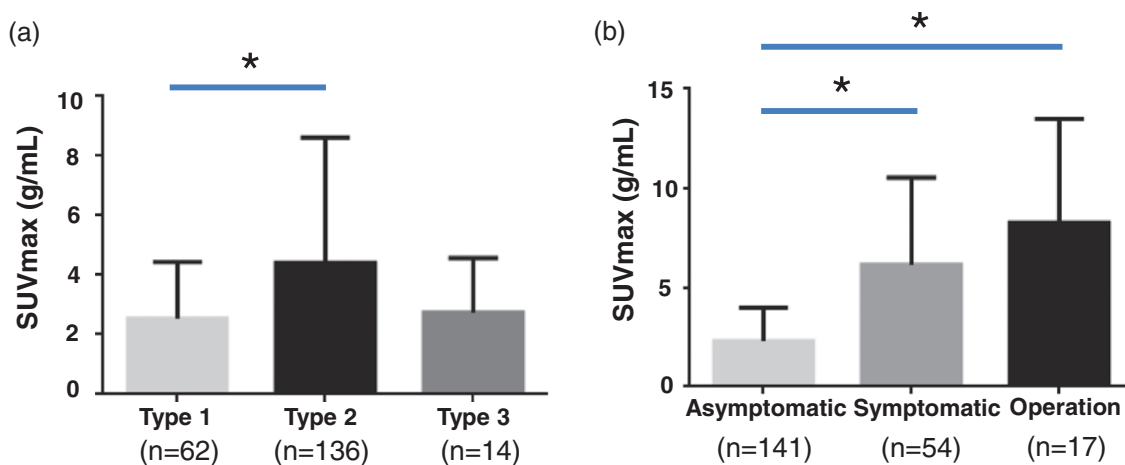 (a)
*
SUVmax (g/mL)
10
8
6
4
2
0
Type 1 Type 2 Type 3
(n=62) (n=136) (n=14)
(b)
*
*
SUVmax (g/mL)
15
10
5
0
Asymptomatic Symptomatic Operation
(n=141) (n=54) (n=17)